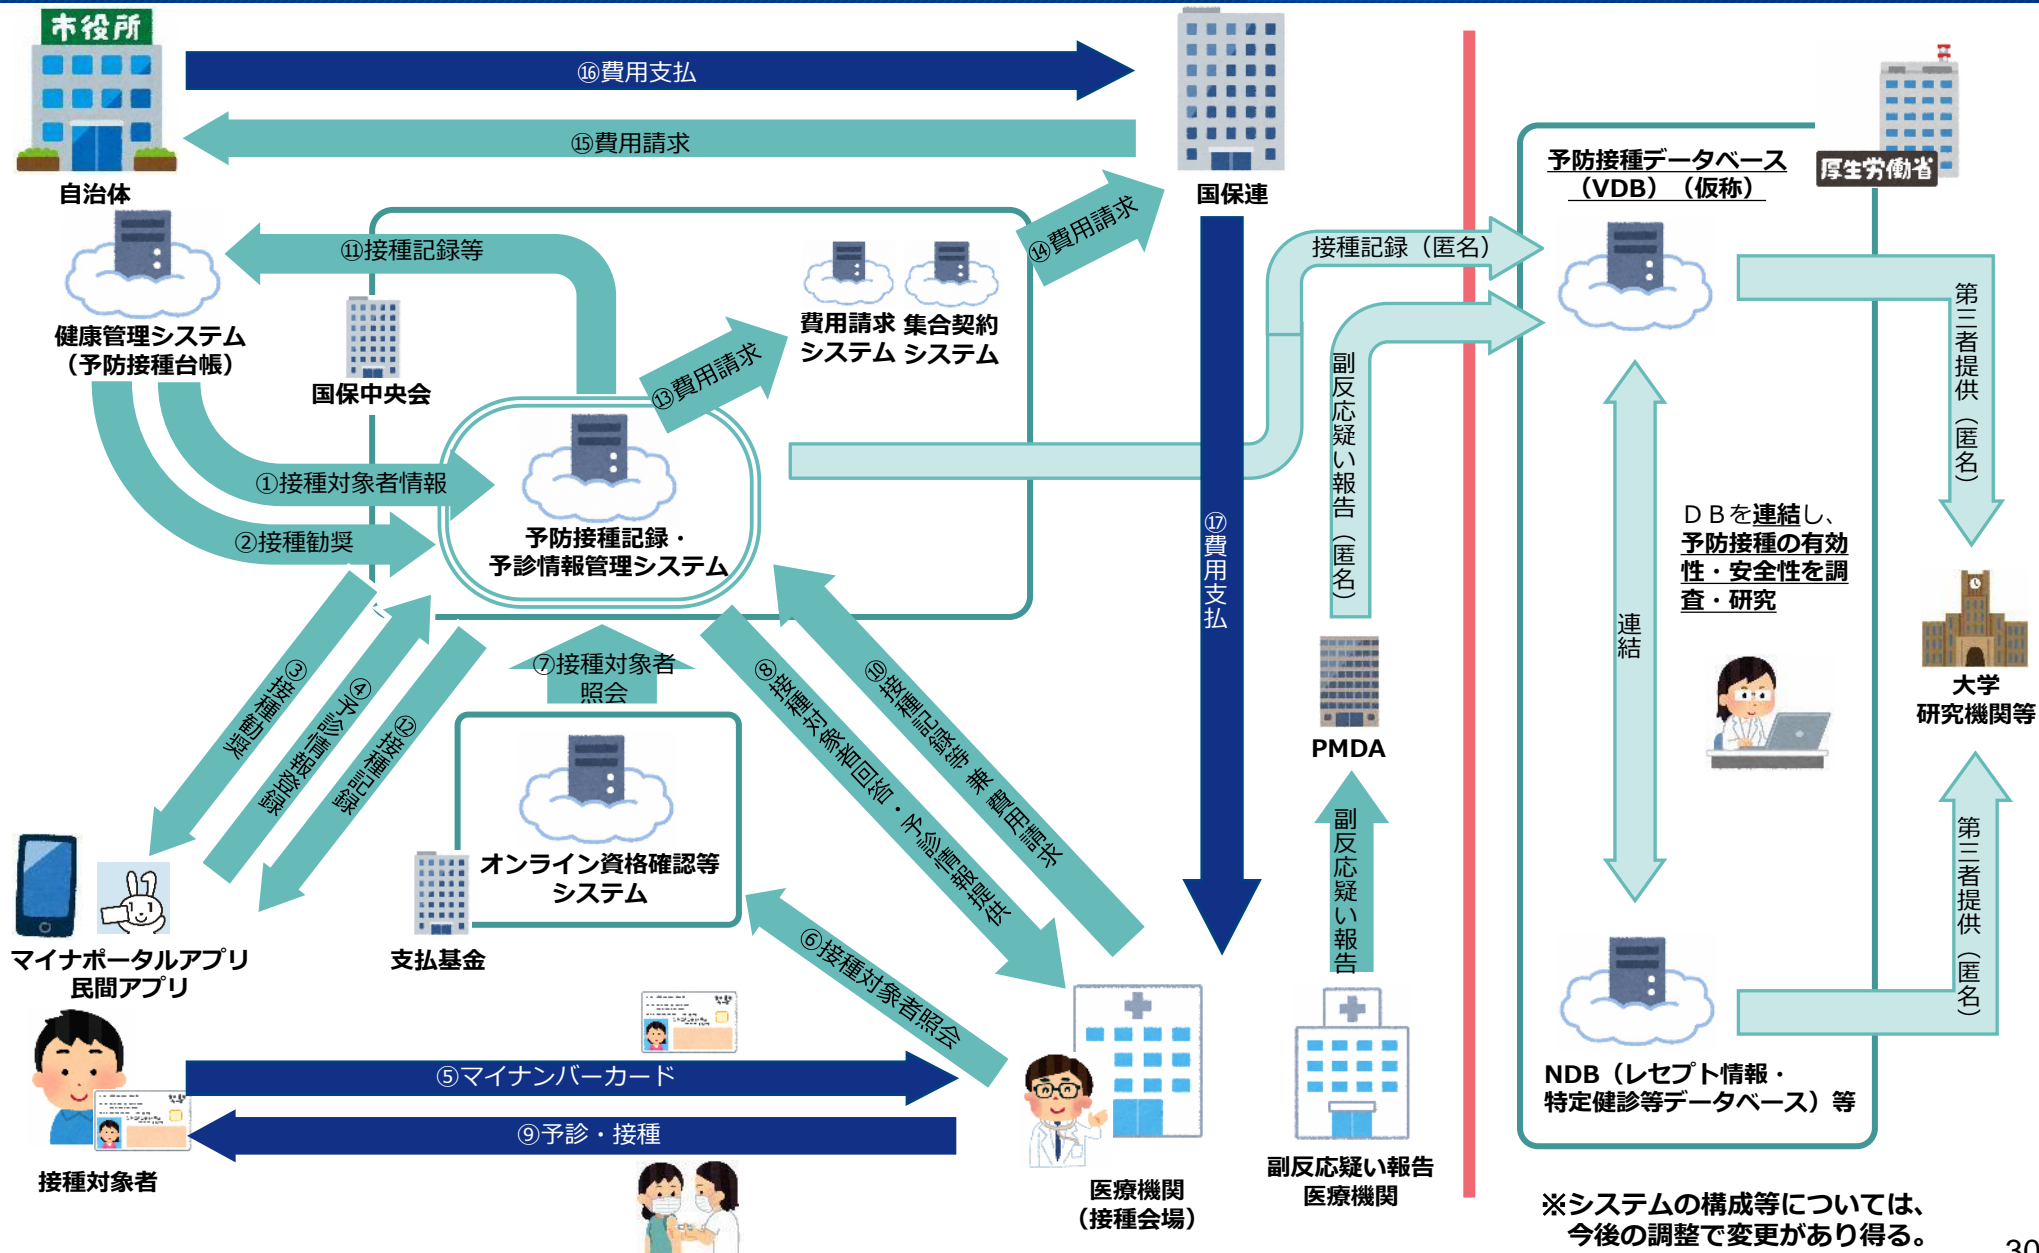 市役所
自治体
⑯費用支払
⑮費用請求
国保連
健康管理システム
（予防接種台帳）
⑪接種記録等
国保中央会
費用請求
システム
集合契約
システム
⑬費用請求
⑭費用請求
①接種対象者情報
②接種勧奨
予防接種記録・
予診情報管理システム
③接種勧奨
④予診情報登録
⑫接種記録
⑦接種対象者
照会
⑧接種対象者回答・予診情報提供
⑩接種記録等 兼 費用請求
⑰費用支払
オンライン資格確認等
システム
支払基金
⑥接種対象者照会
マイナポータルアプリ
民間アプリ
⑤マイナンバーカード
⑨予診・接種
接種対象者
医療機関
（接種会場）
接種記録（匿名）
副反応疑い報告（匿名）
PMDA
副反応疑い報告
副反応疑い報告
医療機関
予防接種データベース
（VDB）（仮称）
厚生労働省
第三者提供（匿名）
連結
ＤＢを連結し、
予防接種の有効
性・安全性を調
査・研究
大学
研究機関等
第三者提供（匿名）
NDB（レセプト情報・
特定健診等データベース）等
※システムの構成等については、
今後の調整で変更があり得る。
30